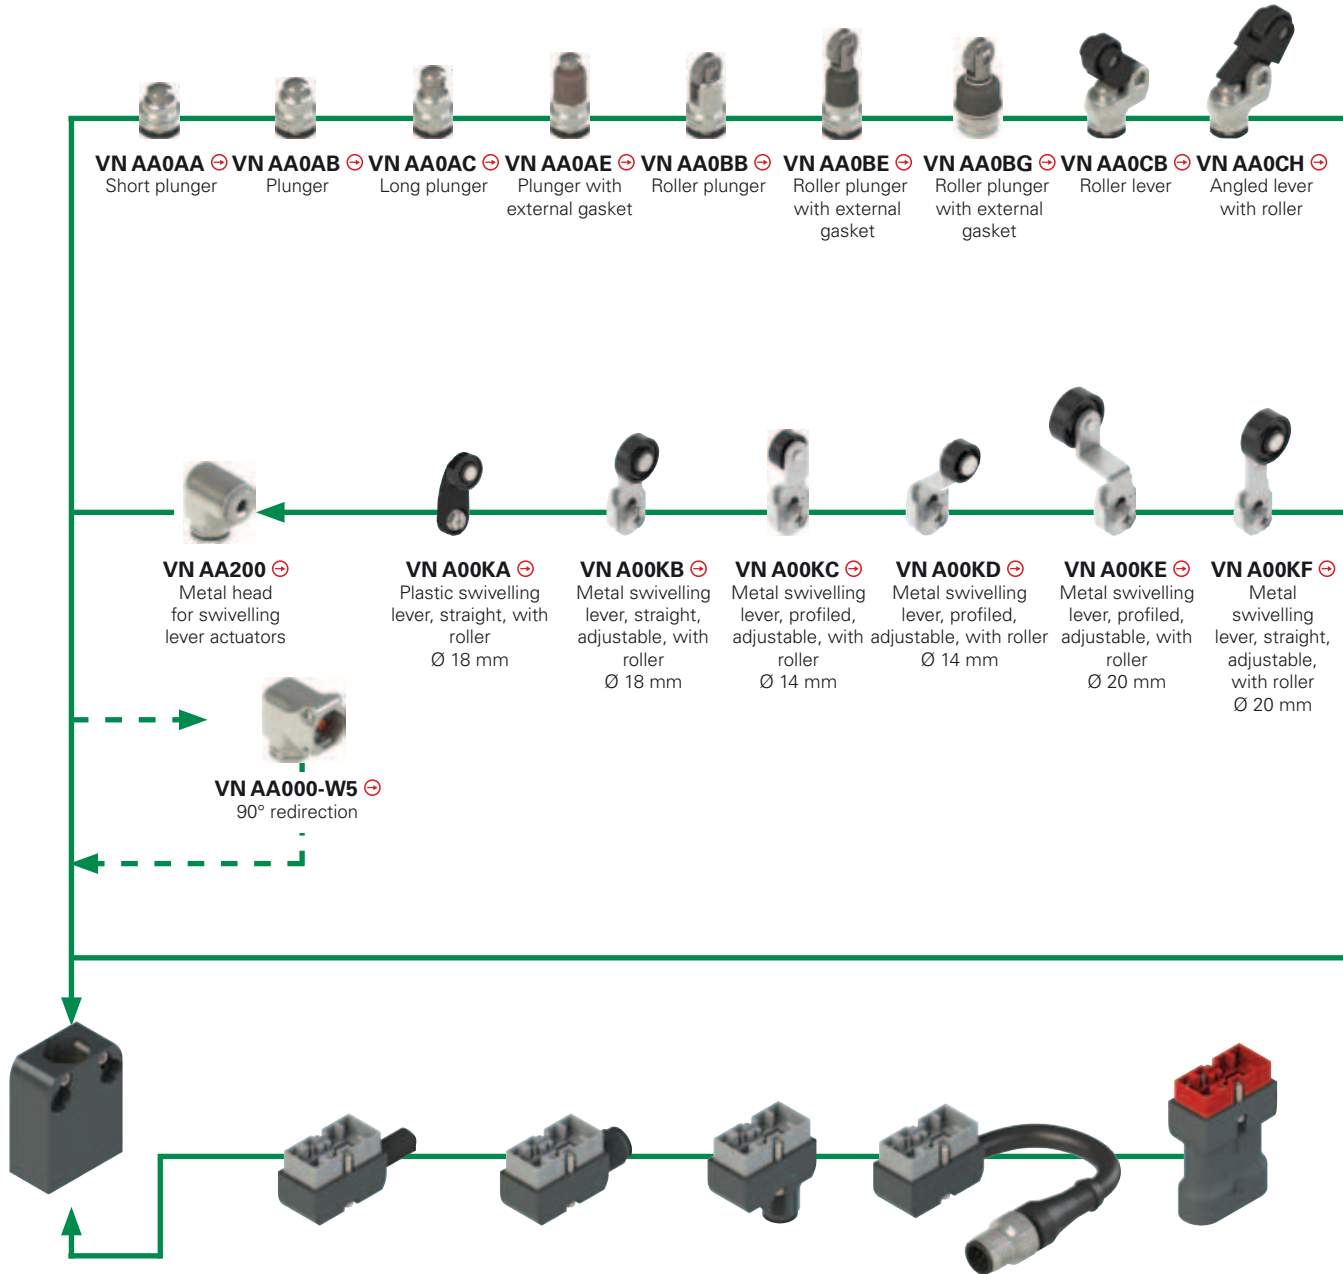 VN AA0AA
Short plunger
VN AA0AB
Plunger
VN AA0AC
Long plunger
VN AA0AE
Plunger with
external gasket
VN AA0BB
Roller plunger
VN AA0BE
Roller plunger
with external
gasket
VN AA0BG
Roller plunger
with external
gasket
VN AA0CB
Roller lever
VN AA0CH
Angled lever
with roller
VN AA200
Metal head
for swivelling
lever actuators
VN A00KA
Plastic swivelling
lever, straight, with
roller
Ø 18 mm
VN A00KB
Metal swivelling
lever, straight,
adjustable, with
roller
Ø 18 mm
VN A00KC
Metal swivelling
lever, profiled,
adjustable, with
roller
Ø 14 mm
VN A00KD
Metal swivelling
lever, profiled,
adjustable, with roller
Ø 14 mm
VN A00KE
Metal swivelling
lever, profiled,
adjustable, with
roller
Ø 20 mm
VN A00KF
Metal
swivelling
lever, straight,
adjustable,
with roller
Ø 20 mm
VN AA000-W5
90° redirection